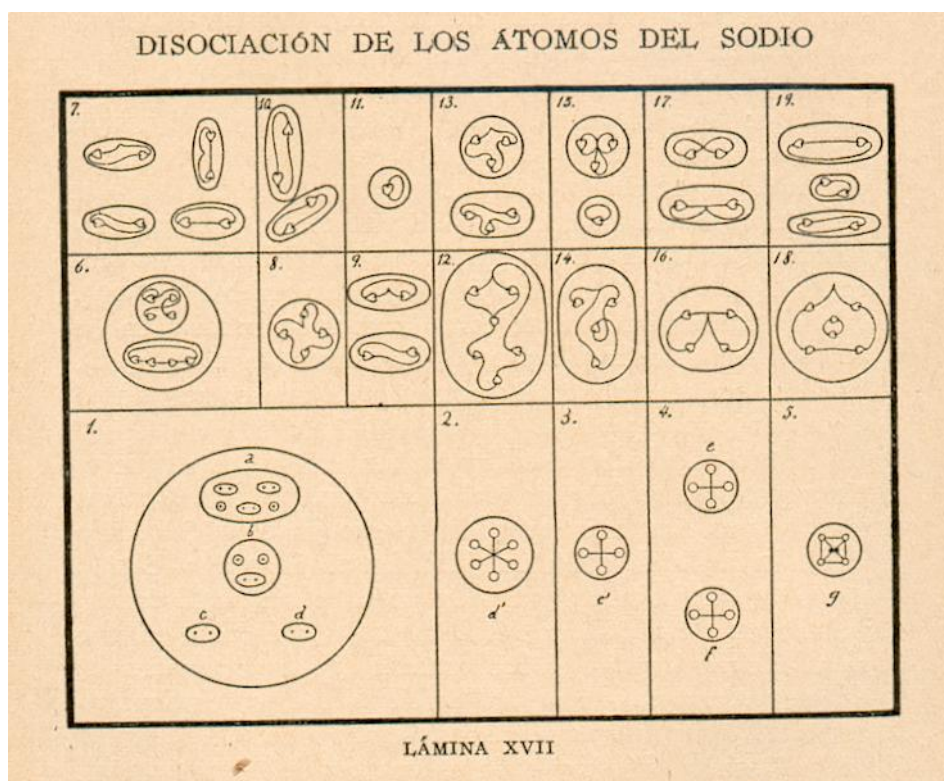 DISOCIACIÓN DE LOS ÁTOMOS DEL SODIO
7. 10. 11. 13. 15. 17. 19.
6. 8. 9. 12. 14. 16. 18.
1. 2. 3. 4. 5.
a e
b
d' e' g
c d f
LÁMINA XVII